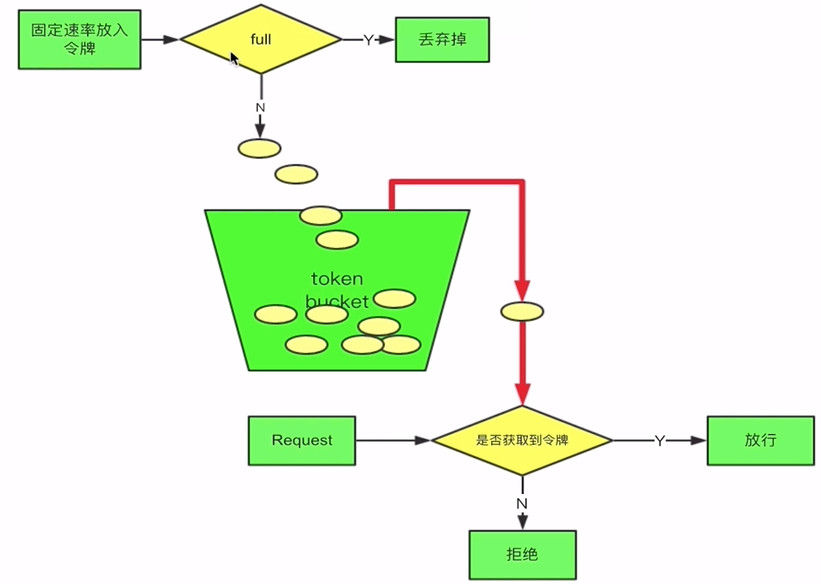 固定速率放入
令牌
full
Y
丢弃掉
N
token
bucket
Request
是否获取到令牌
Y
放行
N
拒绝